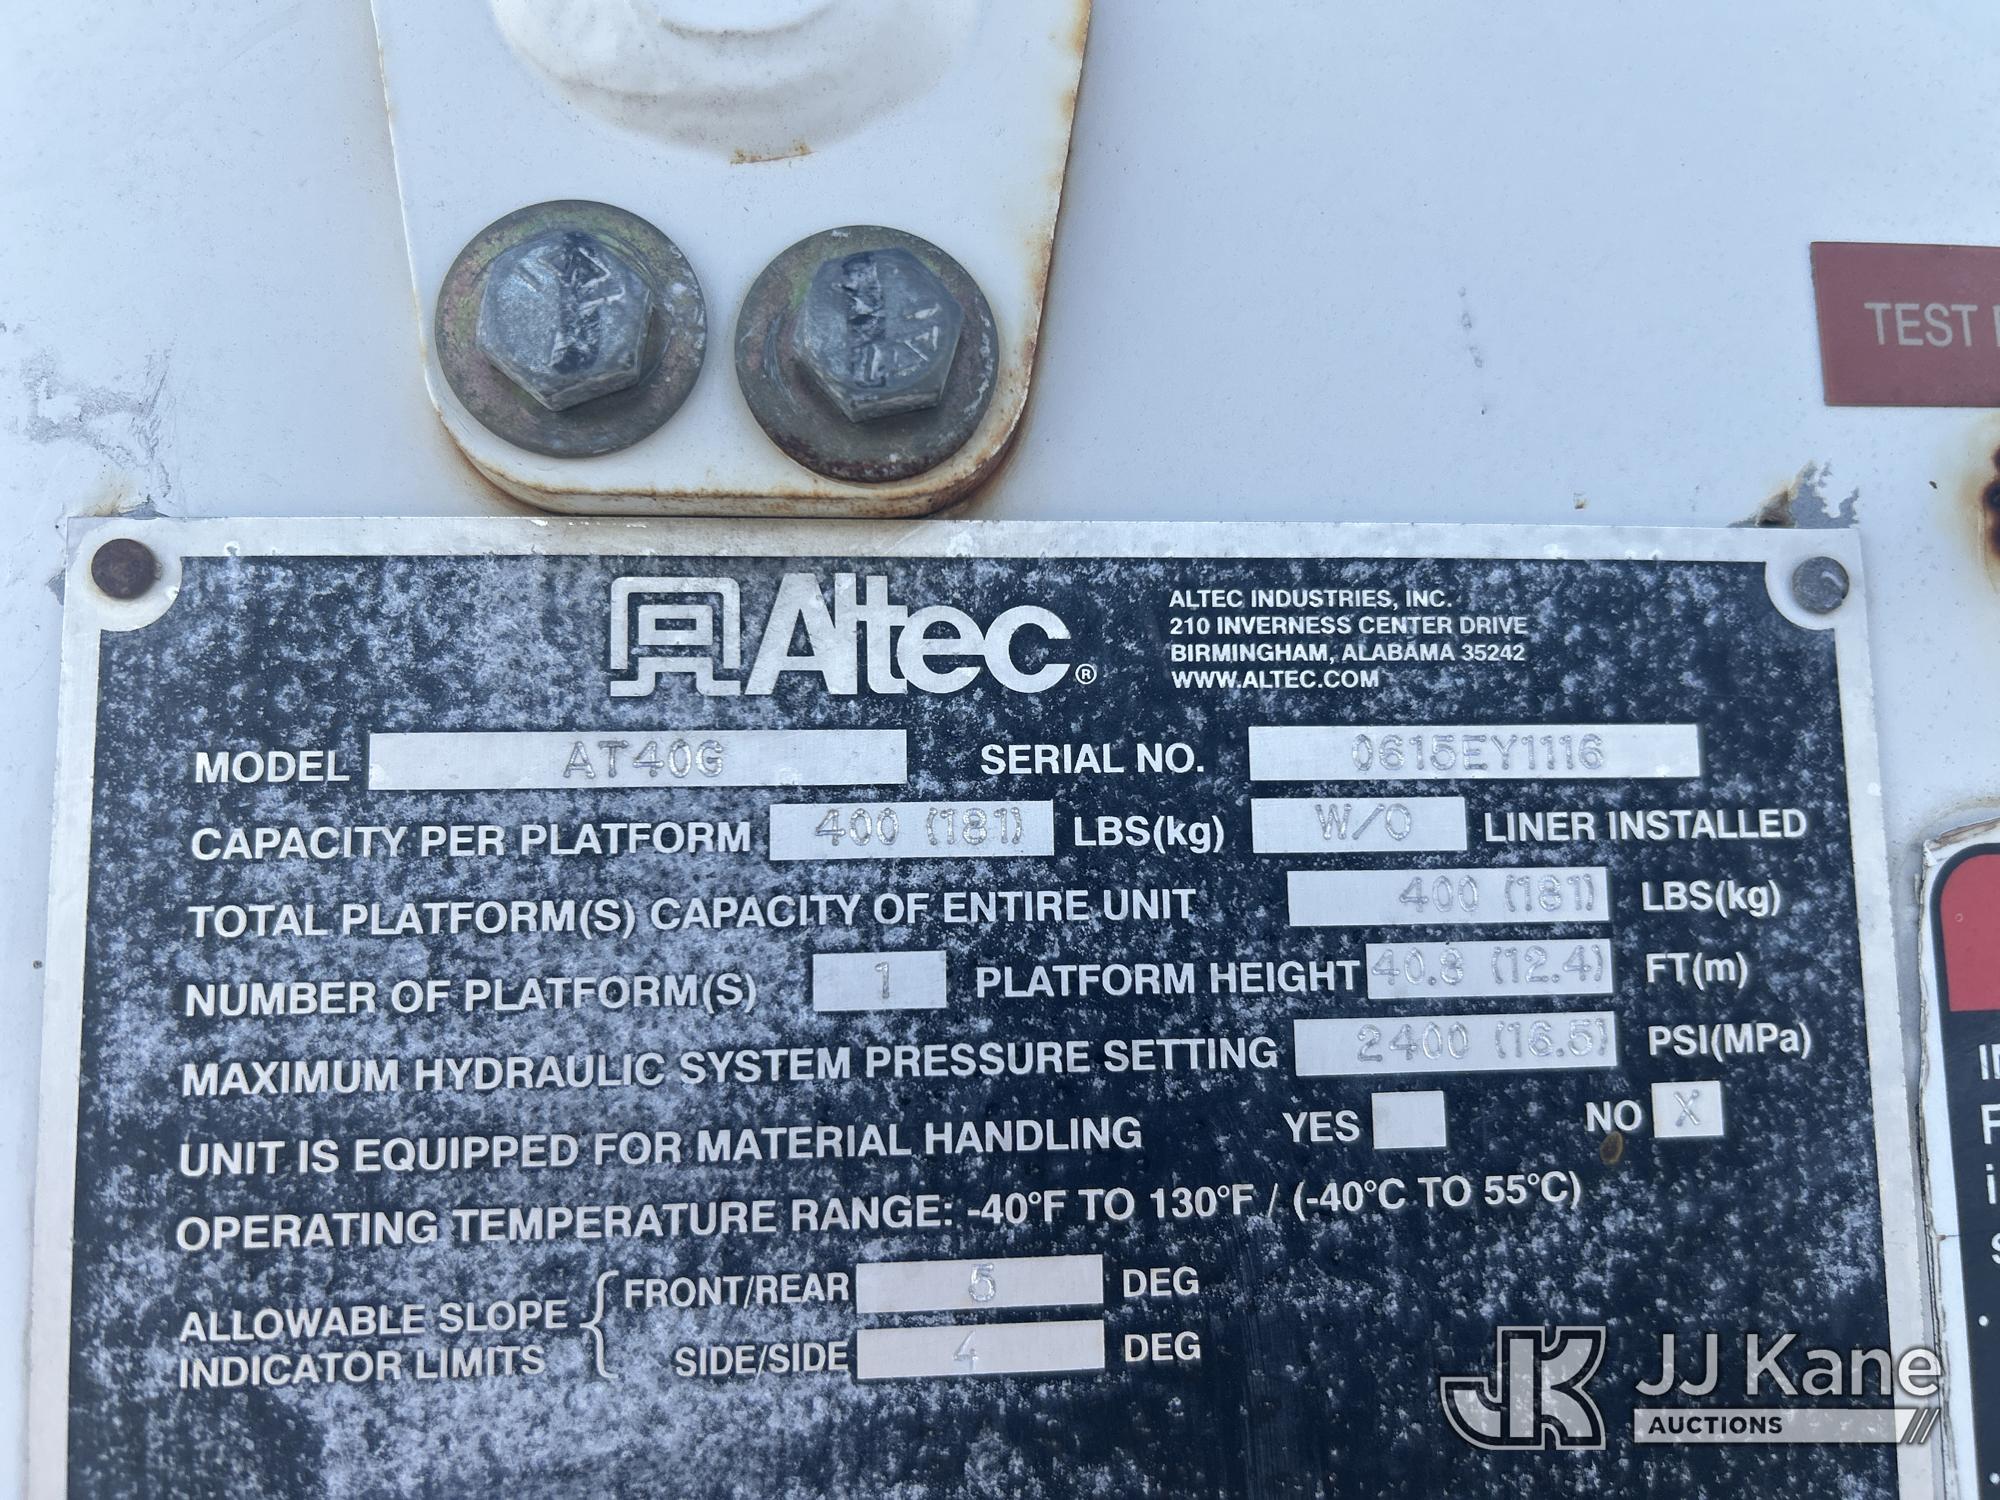 TEST
Altec®
ALTEC INDUSTRIES, INC.
210 INVERNESS CENTER DRIVE
BIRMINGHAM, ALABAMA 35242
WWW.ALTEC.COM
MODEL AT40G SERIAL NO. 0615EY1116
CAPACITY PER PLATFORM 400 (181) LBS(kg) W/O LINER INSTALLED
TOTAL PLATFORM(S) CAPACITY OF ENTIRE UNIT 400 (181) LBS(kg)
NUMBER OF PLATFORM(S) 1 PLATFORM HEIGHT 40.8 (12.4) FT(m)
MAXIMUM HYDRAULIC SYSTEM PRESSURE SETTING 2400 (16.5) PSI(MPa)
UNIT IS EQUIPPED FOR MATERIAL HANDLING YES NO X
OPERATING TEMPERATURE RANGE: -40°F TO 130°F / (-40°C TO 55°C)
ALLOWABLE SLOPE INDICATOR LIMITS
FRONT/REAR 5 DEG
SIDE/SIDE 4 DEG
JK JJ Kane
AUCTIONS